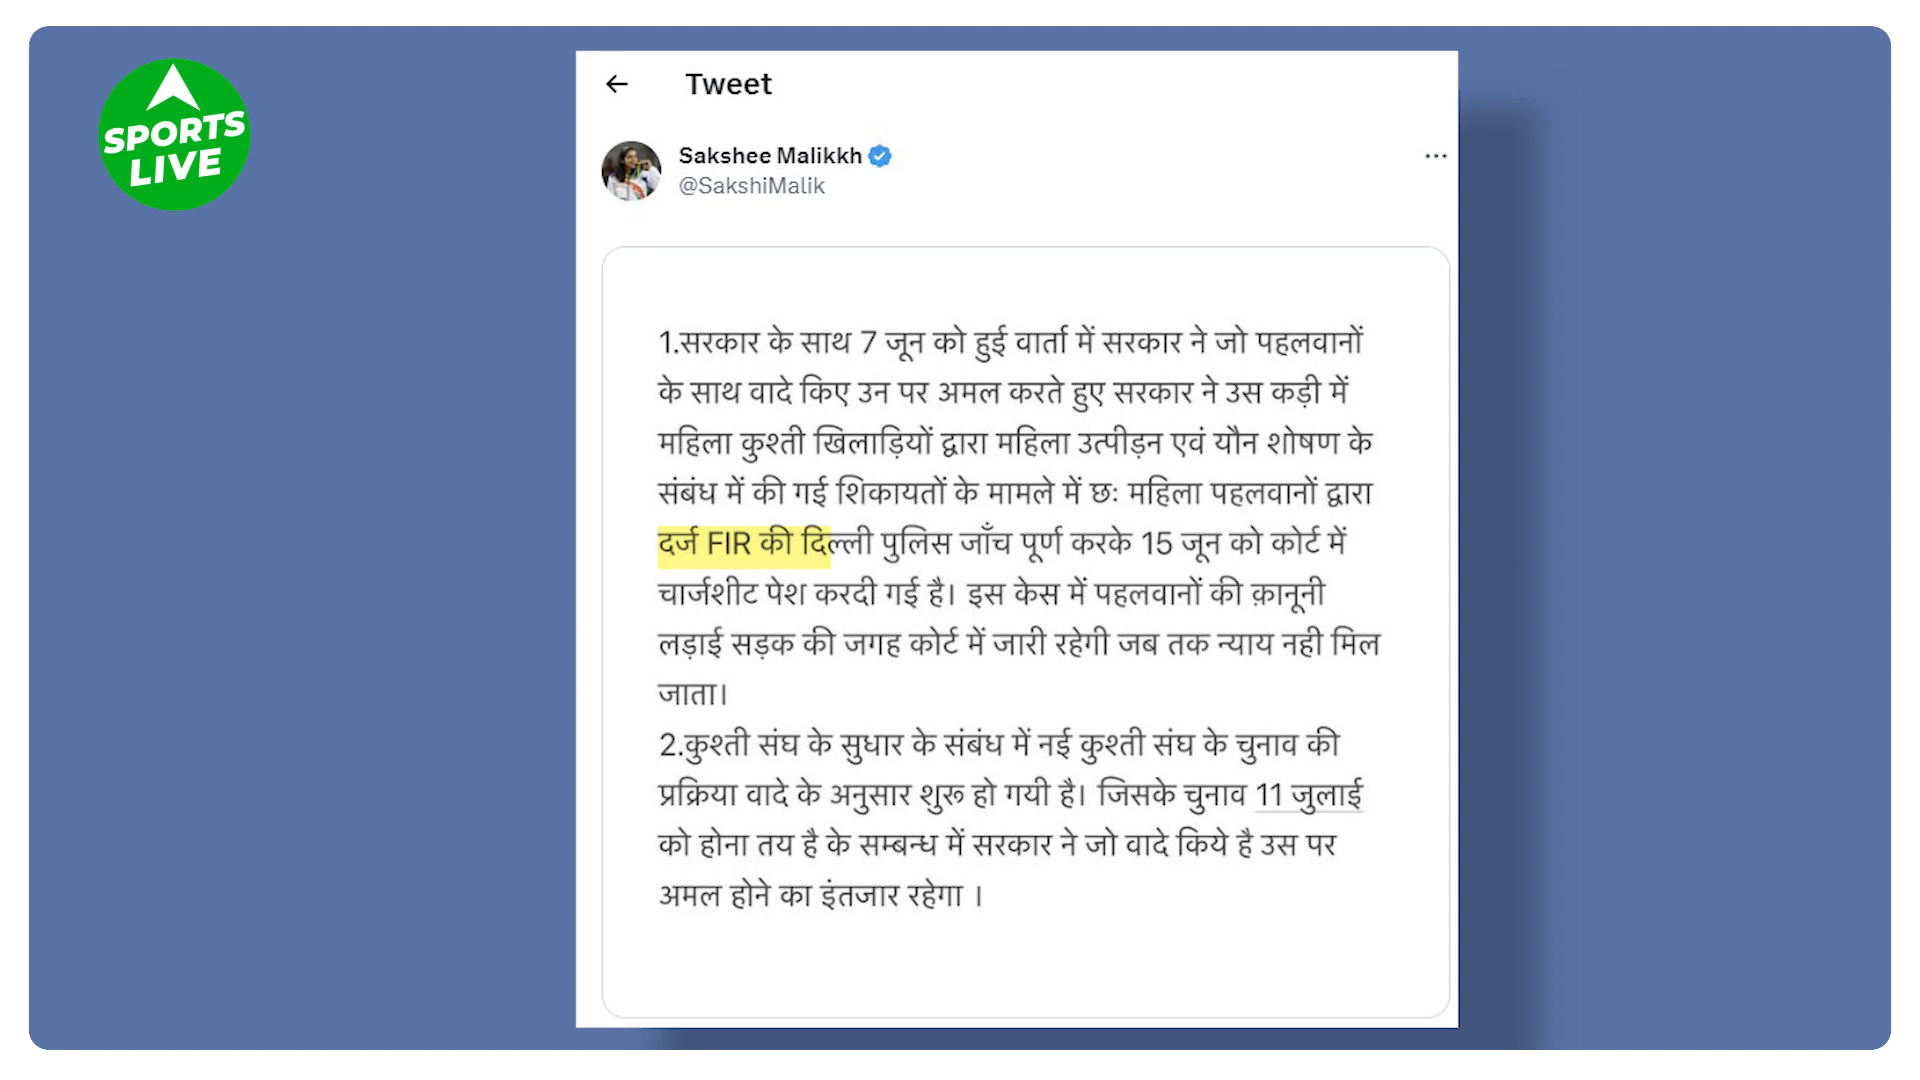 SPORTS
LIVE
Tweet
Sakshee Malikkh
@SakshiMalik
1.सरकार के साथ 7 जून को हुई वार्ता में सरकार ने जो पहलवानों
के साथ वादे किए उन पर अमल करते हुए सरकार ने उस कड़ी में
महिला कुश्ती खिलाड़ियों द्वारा महिला उत्पीड़न एवं यौन शोषण के
संबंध में की गई शिकायतों के मामले में छः महिला पहलवानों द्वारा
दर्ज FIR की दिल्ली पुलिस जाँच पूर्ण करके 15 जून को कोर्ट में
चार्जशीट पेश करदी गई है। इस केस में पहलवानों की क़ानूनी
लड़ाई सड़क की जगह कोर्ट में जारी रहेगी जब तक न्याय नही मिल
जाता।
2.कुश्ती संघ के सुधार के संबंध में नई कुश्ती संघ के चुनाव की
प्रक्रिया वादे के अनुसार शुरू हो गयी है। जिसके चुनाव 11 जुलाई
को होना तय है के सम्बन्ध में सरकार ने जो वादे किये है उस पर
अमल होने का इंतजार रहेगा ।